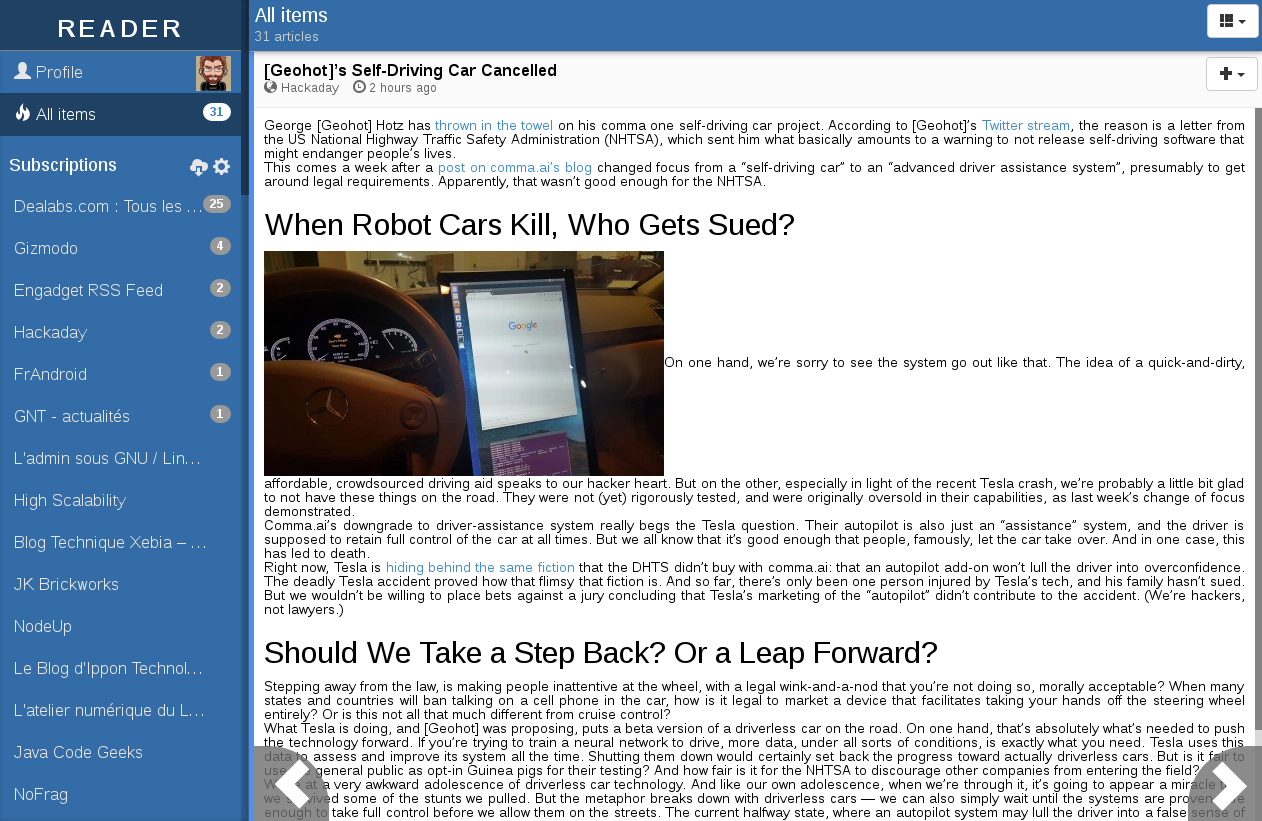 READER
Profile
All items 31
Subscriptions
Dealabs.com : Tous les ... 25
Gizmodo 4
Engadget RSS Feed 2
Hackaday 2
FrAndroid 1
GNT - actualités 1
L'admin sous GNU / Lin...
High Scalability
Blog Technique Xebia – ...
JK Brickworks
NodeUp
Le Blog d'Ippon Technol...
L'atelier numérique du L...
Java Code Geeks
NoFrag
All items
31 articles
[Geohot]’s Self-Driving Car Cancelled
Hackaday 2 hours ago
George [Geohot] Hotz has thrown in the towel on his comma one self-driving car project. According to [Geohot]’s Twitter stream, the reason is a letter from
the US National Highway Traffic Safety Administration (NHTSA), which sent him what basically amounts to a warning to not release self-driving software that
might endanger people’s lives.
This comes a week after a post on comma.ai’s blog changed focus from a “self-driving car” to an “advanced driver assistance system”, presumably to get
around legal requirements. Apparently, that wasn’t good enough for the NHTSA.
When Robot Cars Kill, Who Gets Sued?
Google
On one hand, we’re sorry to see the system go out like that. The idea of a quick-and-dirty,
affordable, crowdsourced driving aid speaks to our hacker heart. But on the other, especially in light of the recent Tesla crash, we’re probably a little bit glad
to not have these things on the road. They were not (yet) rigorously tested, and were originally oversold in their capabilities, as last week’s change of focus
demonstrated.
Comma.ai’s downgrade to driver-assistance system really begs the Tesla question. Their autopilot is also just an “assistance” system, and the driver is
supposed to retain full control of the car at all times. But we all know that it’s good enough that people, famously, let the car take over. And in one case, this
has led to death.
Right now, Tesla is hiding behind the same fiction that the DHTS didn’t buy with comma.ai: that an autopilot add-on won’t lull the driver into overconfidence.
The deadly Tesla accident proved how that flimsy that fiction is. And so far, there’s only been one person injured by Tesla’s tech, and his family hasn’t sued.
But we wouldn’t be willing to place bets against a jury concluding that Tesla’s marketing of the “autopilot” didn’t contribute to the accident. (We’re hackers,
not lawyers.)
Should We Take a Step Back? Or a Leap Forward?
Stepping away from the law, is making people inattentive at the wheel, with a legal wink-and-a-nod that you’re not doing so, morally acceptable? When many
states and countries will ban talking on a cell phone in the car, how is it legal to market a device that facilitates taking your hands off the steering wheel
entirely? Or is this not all that much different from cruise control?
What Tesla is doing, and [Geohot] was proposing, puts a beta version of a driverless car on the road. On one hand, that’s absolutely what’s needed to push
the technology forward. If you’re trying to train a neural network to drive, more data, under all sorts of conditions, is exactly what you need. Tesla uses this
data to assess and improve its system all the time. Shutting them down would certainly set back the progress toward actually driverless cars. But is it fair to
use the general public as opt-in Guinea pigs for their testing? And how fair is it for the NHTSA to discourage other companies from entering the field?
at a very awkward adolescence of driverless car technology. And like our own adolescence, when we’re through it, it’s going to appear a miracle
we survived some of the stunts we pulled. But the metaphor breaks down with driverless cars — we can also simply wait until the systems are proven
enough to take full control before we allow them on the streets. The current halfway state, where an autopilot system may lull the driver into a false sense of